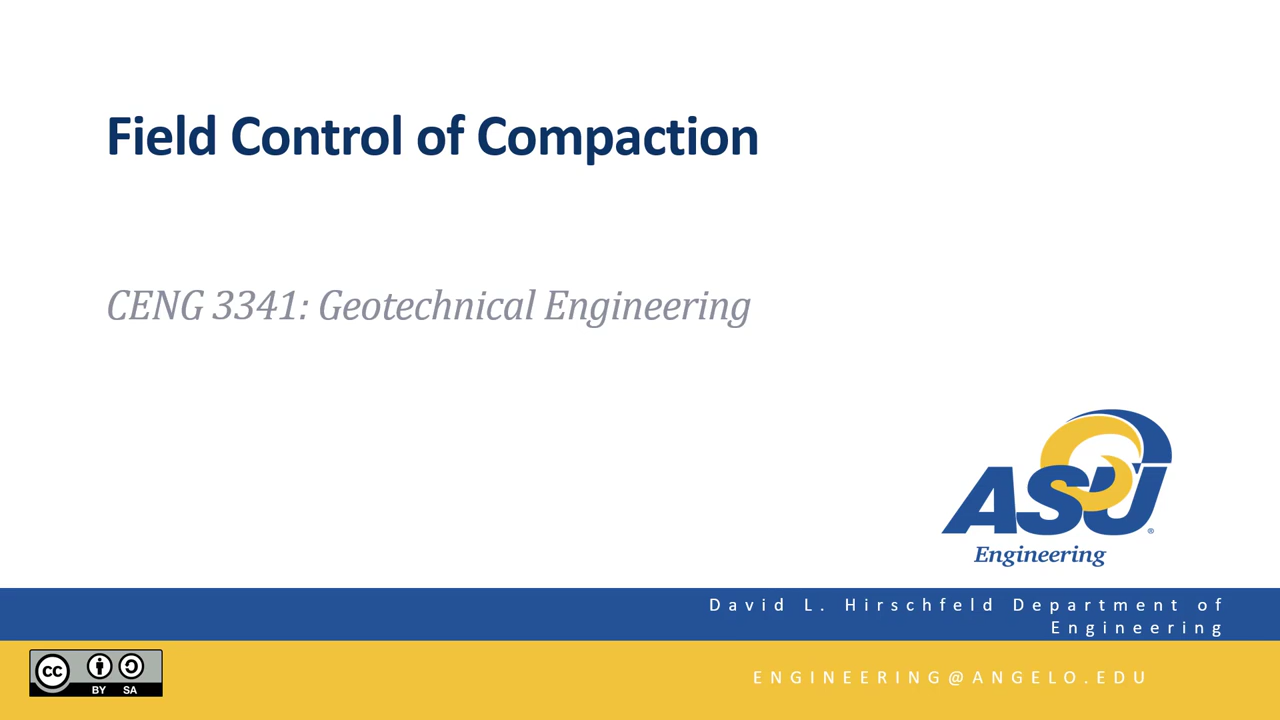 Field Control of Compaction
CENG 3341: Geotechnical Engineering
ASU
®
Engineering
David L. Hirschfeld Department of
Engineering
cc
BY SA
ENGINEERING@ANGELO.EDU